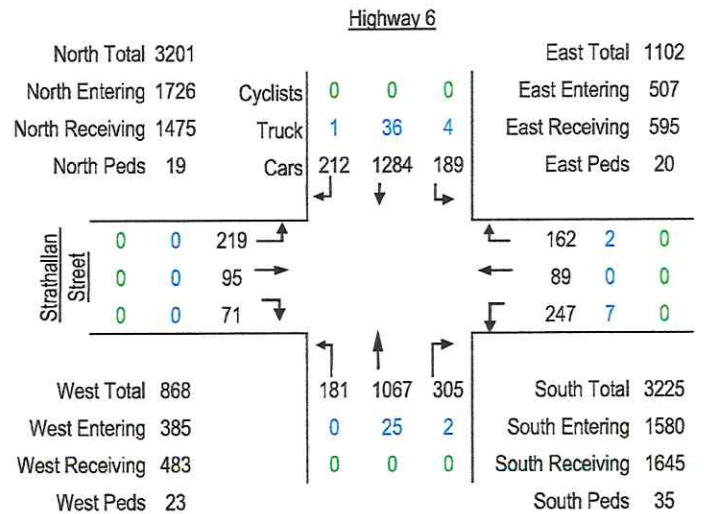 Highway 6
North Total 3201
North Entering 1726
North Receiving 1475
North Peds 19
Cyclists 0 0 0
Truck 1 36 4
Cars 212 1284 189
East Total 1102
East Entering 507
East Receiving 595
East Peds 20
Strathallan
Street
0 0 219
0 0 95
0 0 71
162 2 0
89 0 0
247 7 0
181 1067 305
0 25 2
0 0 0
West Total 868
West Entering 385
West Receiving 483
West Peds 23
South Total 3225
South Entering 1580
South Receiving 1645
South Peds 35